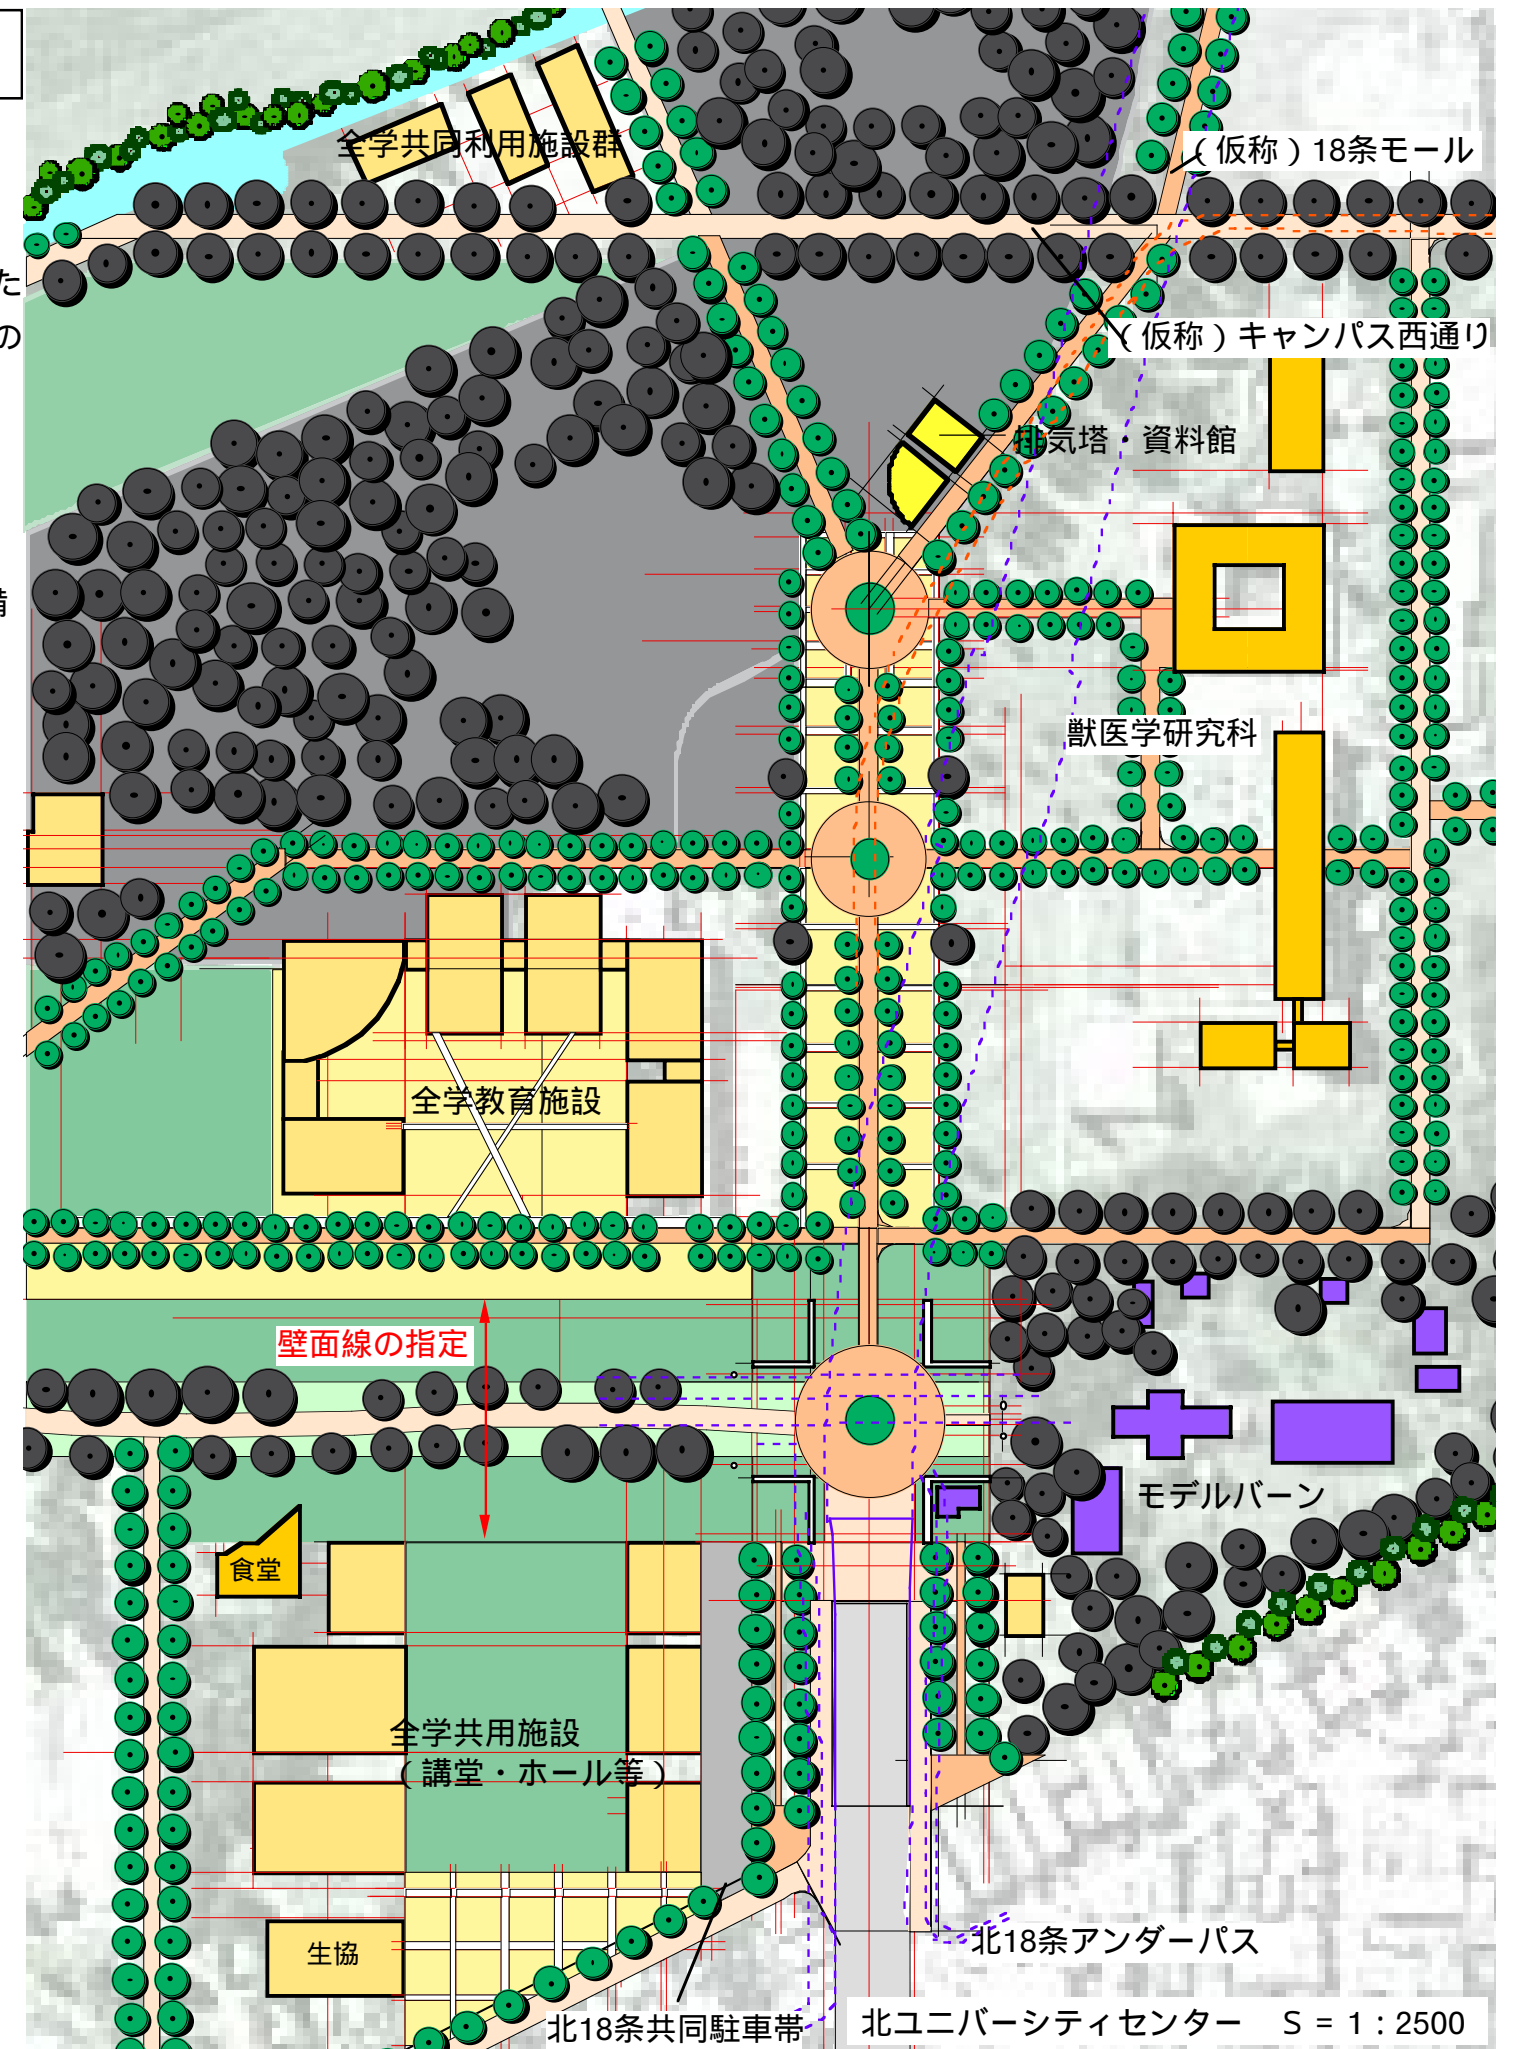 全学共同利用施設群
（仮称）18条モール
た
の
（仮称）キャンパス西通り
排気塔・資料館
備
獣医学研究科
全学教育施設
壁面線の指定
モデルバーン
食堂
全学共用施設
（講堂・ホール等）
生協
北18条アンダーパス
北18条共同駐車帯
北ユニバーシティセンター　S = 1 : 2500